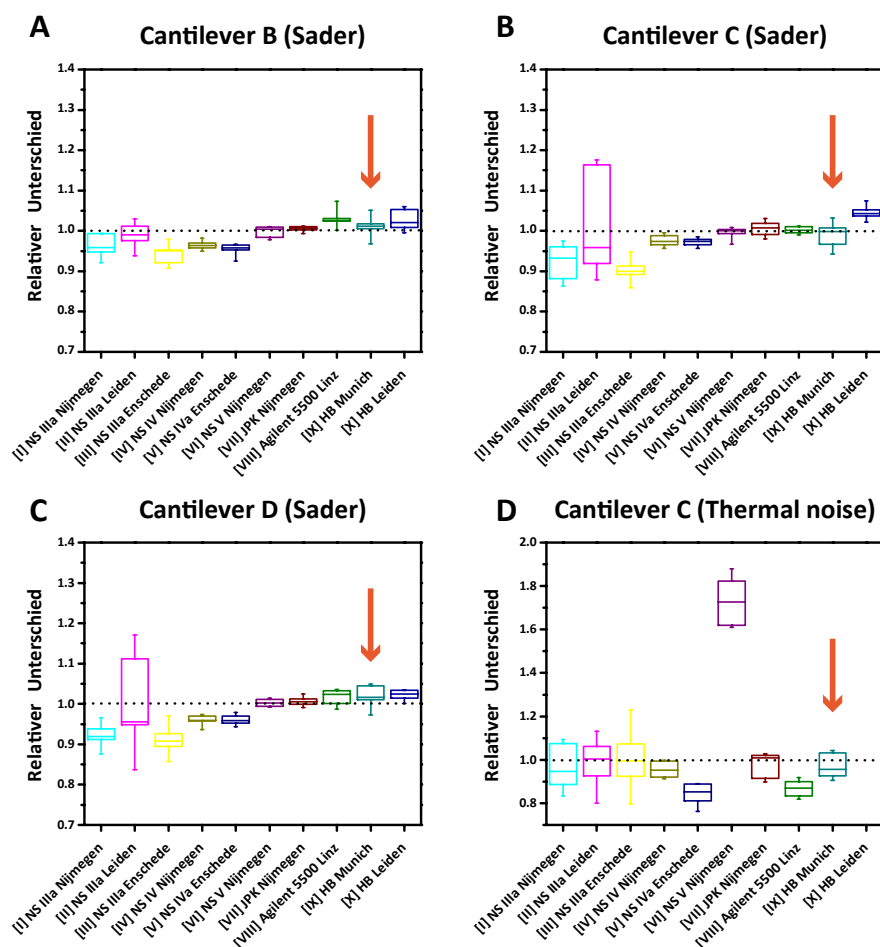 A
Cantilever B (Sader)
Relativer Unterschied
1.4
1.3
1.2
1.1
1.0
0.9
0.8
0.7
[I] NS IIIa Nijmegen
[II] NS IIIa Leiden
[III] NS IIIa Enschede
[IV] NS IV Nijmegen
[V] NS IVa Enschede
[VI] NS V Nijmegen
[VII] JPK Nijmegen
[VIII] Agilent 5500 Linz
[IX] HB Munich
[X] HB Leiden
B
Cantilever C (Sader)
Relativer Unterschied
1.4
1.3
1.2
1.1
1.0
0.9
0.8
0.7
[I] NS IIIa Nijmegen
[II] NS IIIa Leiden
[III] NS IIIa Enschede
[IV] NS IV Nijmegen
[V] NS IVa Enschede
[VI] NS V Nijmegen
[VII] JPK Nijmegen
[VIII] Agilent 5500 Linz
[IX] HB Munich
[X] HB Leiden
C
Cantilever D (Sader)
Relativer Unterschied
1.4
1.3
1.2
1.1
1.0
0.9
0.8
0.7
[I] NS IIIa Nijmegen
[II] NS IIIa Leiden
[III] NS IIIa Enschede
[IV] NS IV Nijmegen
[V] NS IVa Enschede
[VI] NS V Nijmegen
[VII] JPK Nijmegen
[VIII] Agilent 5500 Linz
[IX] HB Munich
[X] HB Leiden
D
Cantilever C (Thermal noise)
Relativer Unterschied
2.0
1.8
1.6
1.4
1.2
1.0
0.8
[I] NS IIIa Nijmegen
[II] NS IIIa Leiden
[III] NS IIIa Enschede
[IV] NS IV Nijmegen
[V] NS IVa Enschede
[VI] NS V Nijmegen
[VII] JPK Nijmegen
[VIII] Agilent 5500 Linz
[IX] HB Munich
[X] HB Leiden